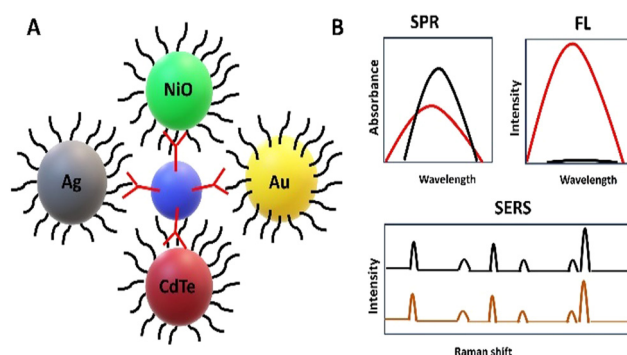 A
NiO
Ag
Au
CdTe
B
SPR
FL
Absorbance
Intensity
Wavelength
Wavelength
SERS
Intensity
Raman shift